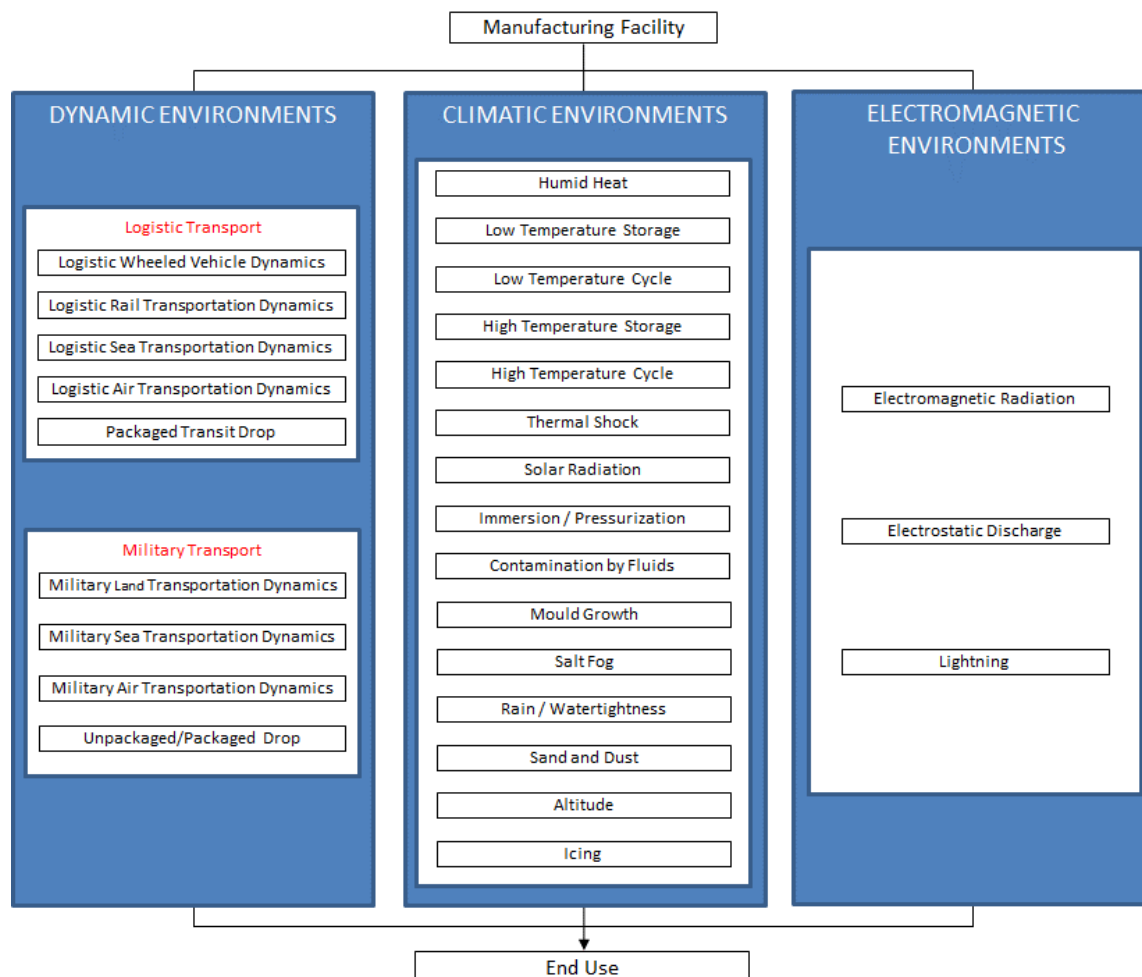 Manufacturing Facility
DYNAMIC ENVIRONMENTS
Logistic Transport
Logistic Wheeled Vehicle Dynamics
Logistic Rail Transportation Dynamics
Logistic Sea Transportation Dynamics
Logistic Air Transportation Dynamics
Packaged Transit Drop
Military Transport
Military Land Transportation Dynamics
Military Sea Transportation Dynamics
Military Air Transportation Dynamics
Unpackaged/Packaged Drop
CLIMATIC ENVIRONMENTS
Humid Heat
Low Temperature Storage
Low Temperature Cycle
High Temperature Storage
High Temperature Cycle
Thermal Shock
Solar Radiation
Immersion / Pressurization
Contamination by Fluids
Mould Growth
Salt Fog
Rain / Watertightness
Sand and Dust
Altitude
Icing
ELECTROMAGNETIC
ENVIRONMENTS
Electromagnetic Radiation
Electrostatic Discharge
Lightning
End Use